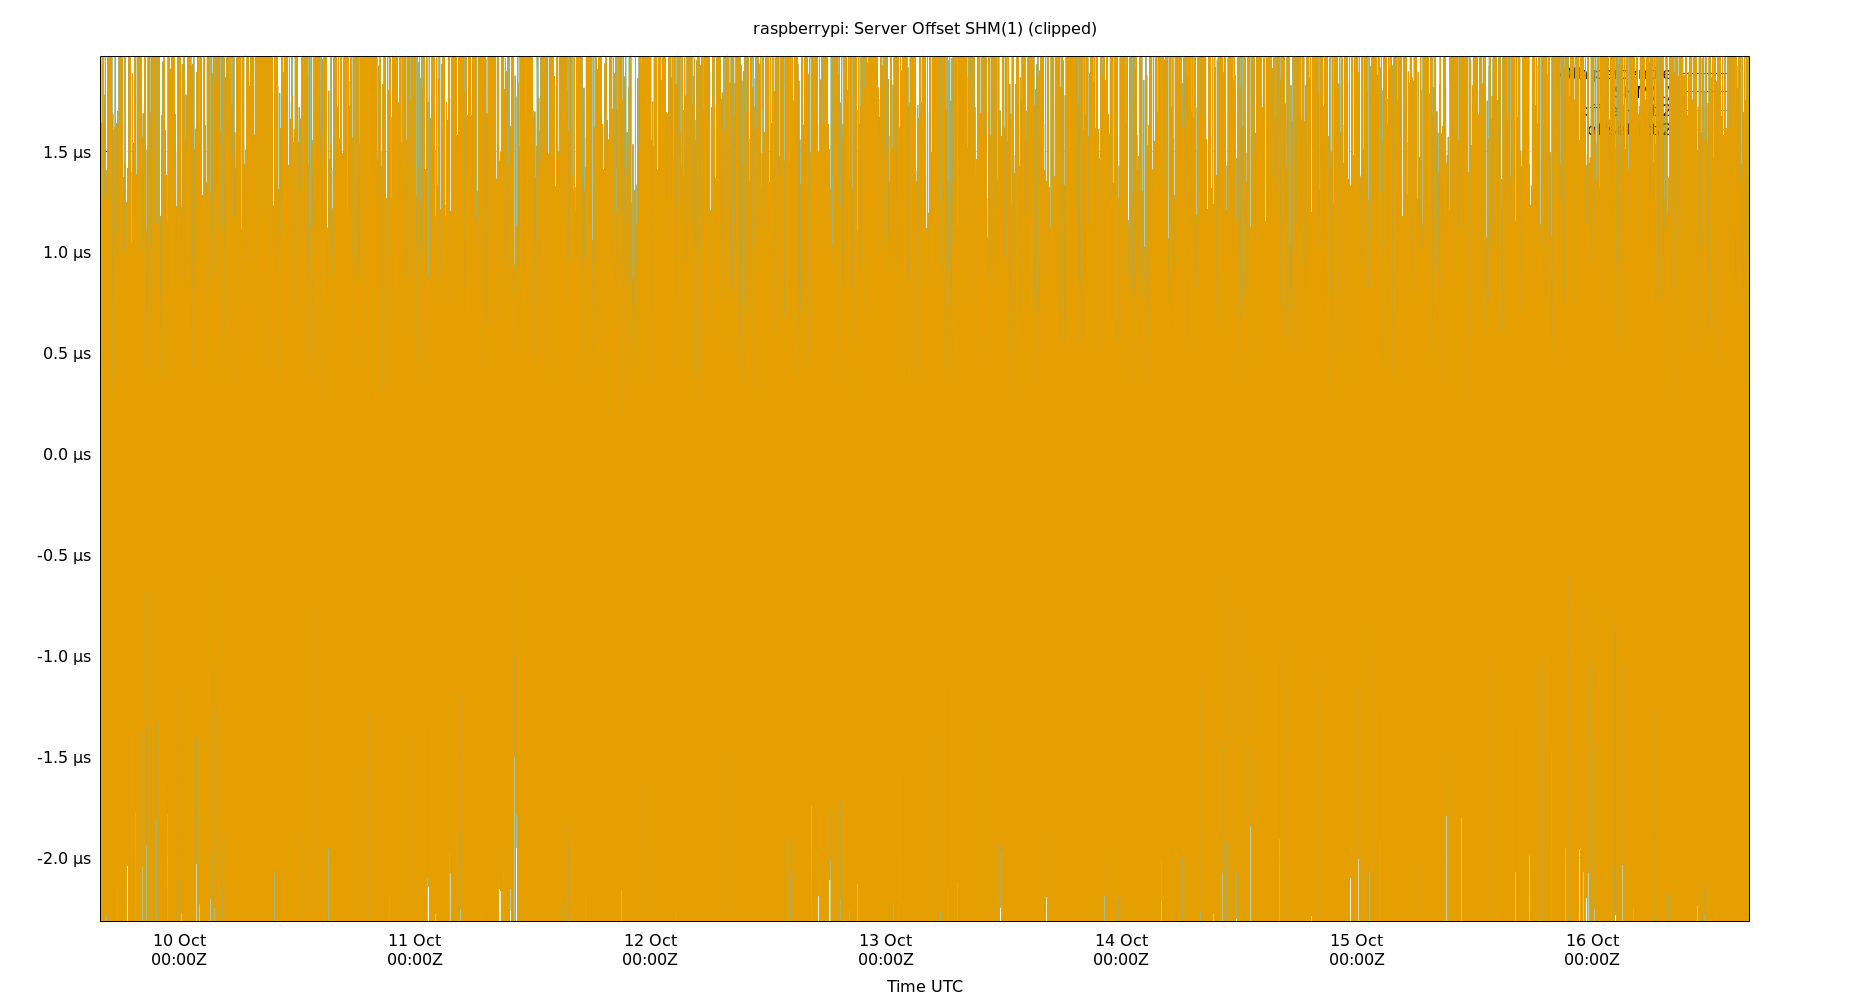 raspberrypi: Server Offset SHM(1) (clipped)
1.5 µs
1.0 µs
0.5 µs
0.0 µs
-0.5 µs
-1.0 µs
-1.5 µs
-2.0 µs
10 Oct 11 Oct 12 Oct 13 Oct 14 Oct 15 Oct 16 Oct
00:00Z 00:00Z 00:00Z 00:00Z 00:00Z 00:00Z 00:00Z
Time UTC